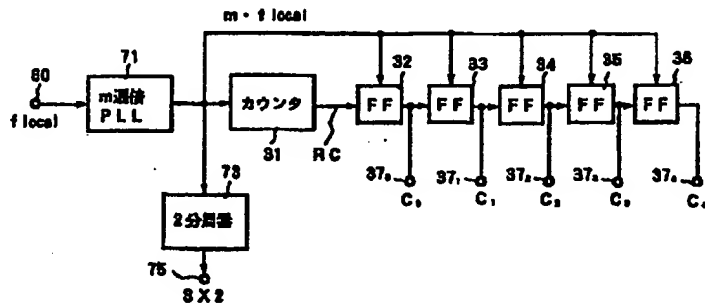 m・f local
80
71
32
33
34
35
36
m逓倍
PLL
カウンタ
FF
FF
FF
FF
FF
f local
31
RC
73
37₀
37₁
37₂
37₃
37₄
C₀
C₁
C₂
C₃
C₄
2分周器
75
SX2